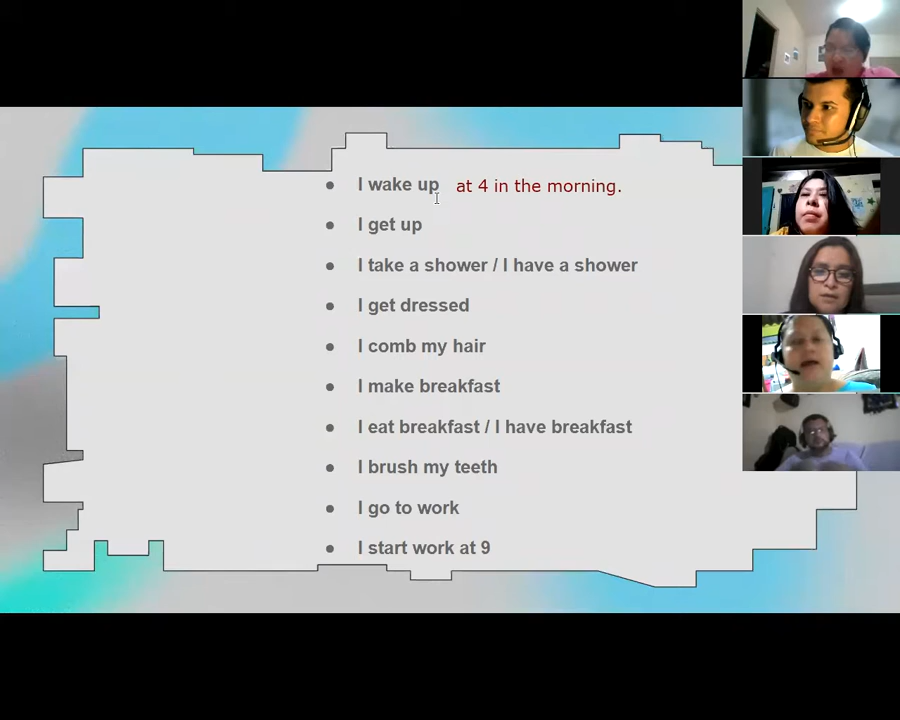 ● I wake up at 4 in the morning.
● I get up
● I take a shower / I have a shower
● I get dressed
● I comb my hair
● I make breakfast
● I eat breakfast / I have breakfast
● I brush my teeth
● I go to work
● I start work at 9